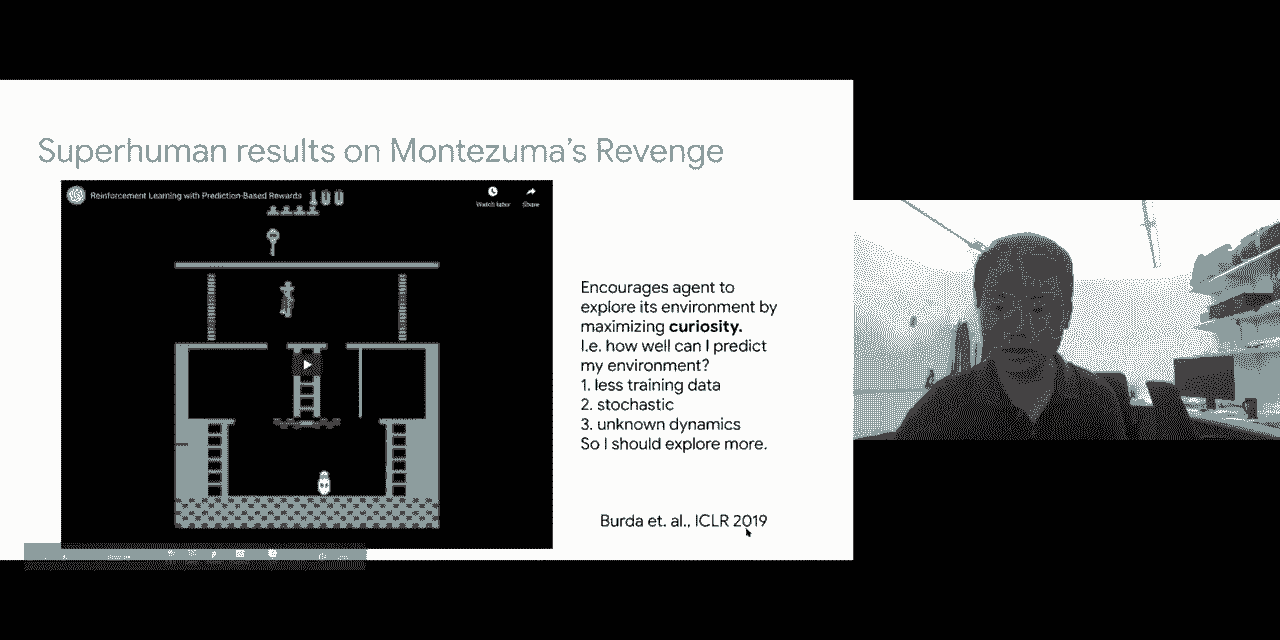 Superhuman results on Montezuma's Revenge
Reinforcement Learning with Prediction-Based Rewards
Watch later
Share
100
Encourages agent to
explore its environment by
maximizing curiosity.
I.e. how well can I predict
my environment?
1. less training data
2. stochastic
3. unknown dynamics
So I should explore more.
Burda et. al., ICLR 2019